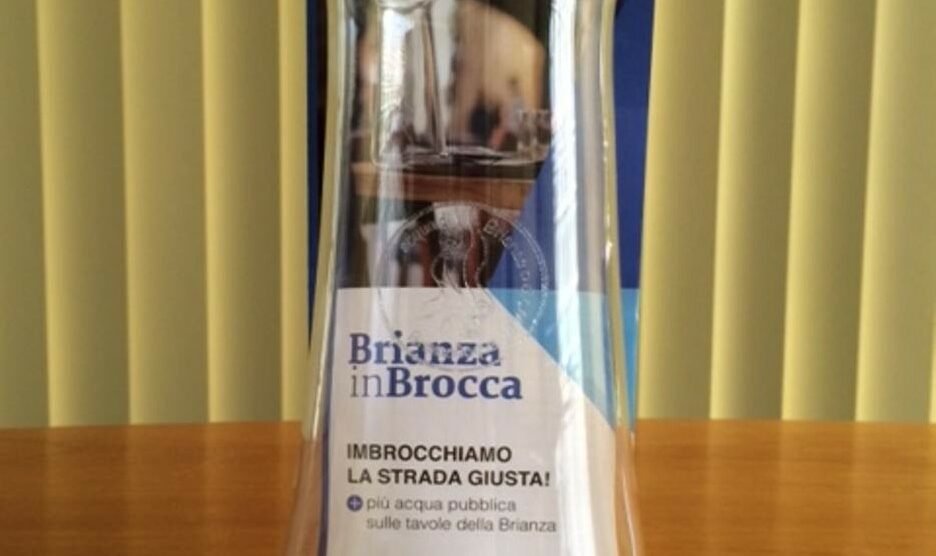 Brianza
inBrocca
IMBROCCHIAMO
LA STRADA GIUSTA!
+ più acqua pubblica
sulle tavole della Brianza